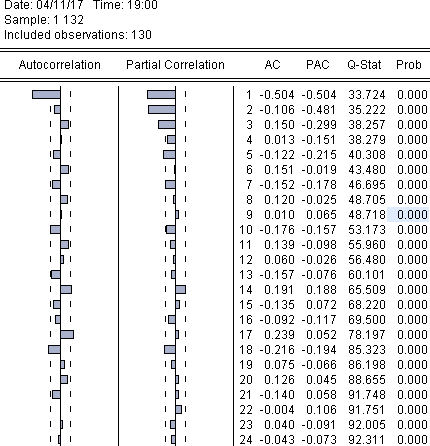 Date: 04/11/17 Time: 19:00
Sample: 1 132
Included observations: 130
Autocorrelation Partial Correlation AC PAC Q-Stat Prob
1 -0.504 -0.504 33.724 0.000
2 -0.106 -0.481 35.222 0.000
3 0.150 -0.299 38.257 0.000
4 0.013 -0.151 38.279 0.000
5 -0.122 -0.215 40.308 0.000
6 0.151 -0.019 43.480 0.000
7 -0.152 -0.178 46.695 0.000
8 0.120 -0.025 48.705 0.000
9 0.010 0.065 48.718 0.000
10 -0.176 -0.157 53.173 0.000
11 0.139 -0.098 55.960 0.000
12 0.060 -0.026 56.480 0.000
13 -0.157 -0.076 60.101 0.000
14 0.191 0.188 65.509 0.000
15 -0.135 0.072 68.220 0.000
16 -0.092 -0.117 69.500 0.000
17 0.239 0.052 78.197 0.000
18 -0.216 -0.194 85.323 0.000
19 0.075 -0.066 86.198 0.000
20 0.126 0.045 88.655 0.000
21 -0.140 0.058 91.748 0.000
22 -0.004 0.106 91.751 0.000
23 0.040 -0.091 92.005 0.000
24 -0.043 -0.073 92.311 0.000